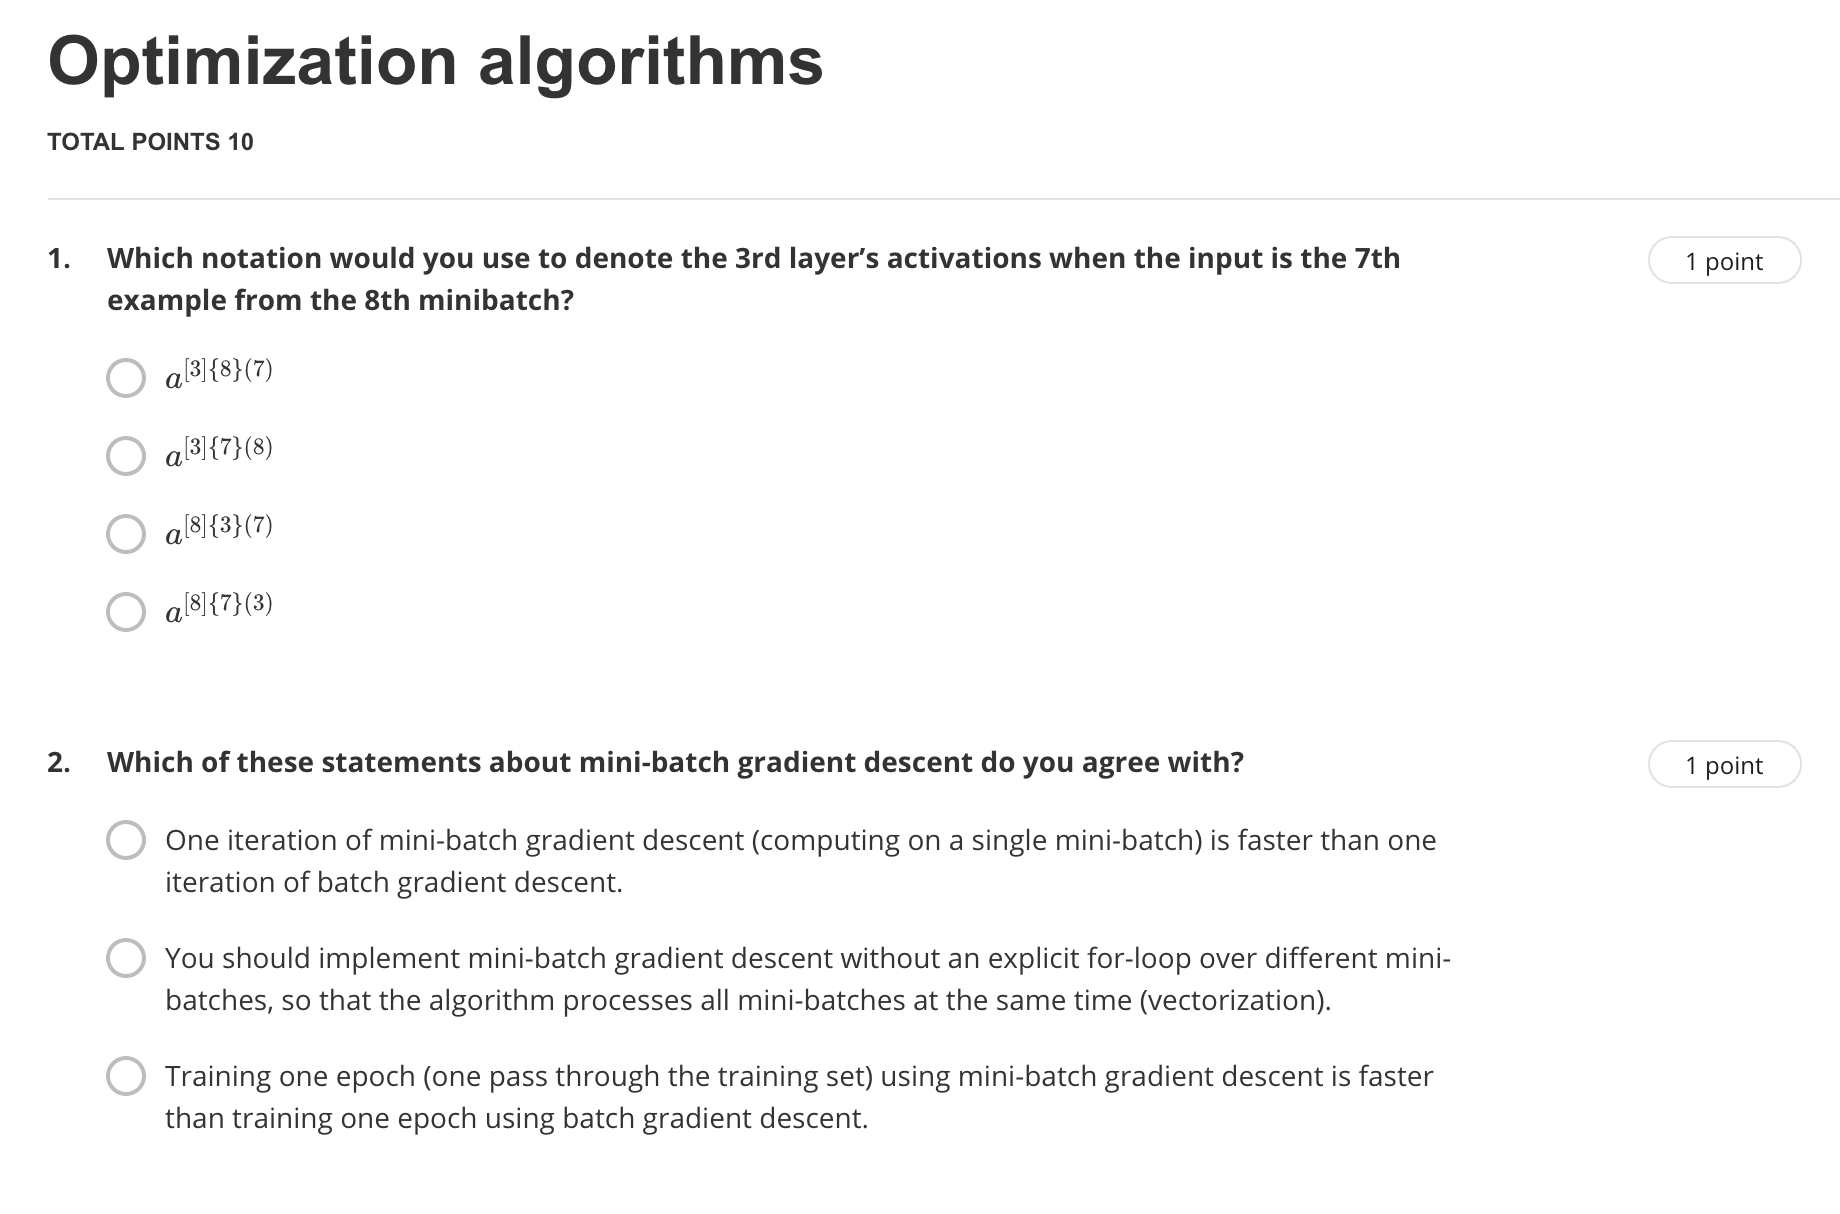 Optimization algorithms
TOTAL POINTS 10
1. Which notation would you use to denote the 3rd layer’s activations when the input is the 7th
example from the 8th minibatch?
1 point
a^[3]{8}(7)
a^[3]{7}(8)
a^[8]{3}(7)
a^[8]{7}(3)
2. Which of these statements about mini-batch gradient descent do you agree with?
1 point
One iteration of mini-batch gradient descent (computing on a single mini-batch) is faster than one
iteration of batch gradient descent.
You should implement mini-batch gradient descent without an explicit for-loop over different mini-
batches, so that the algorithm processes all mini-batches at the same time (vectorization).
Training one epoch (one pass through the training set) using mini-batch gradient descent is faster
than training one epoch using batch gradient descent.